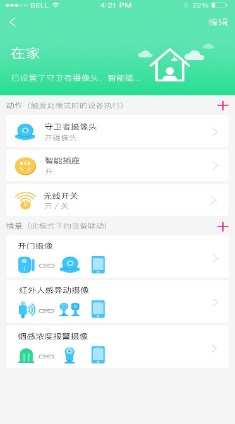 BELL 4:21 PM 22%
编辑
在家
已设置了守卫者摄像头、智能插...
动作（触发此模式时的设备执行）
守卫者摄像头
开摄像头
智能插座
开
无线开关
开 / 关
情景（此模式下的设备联动）
开门摄像
红外人感异动摄像
烟感浓度报警摄像